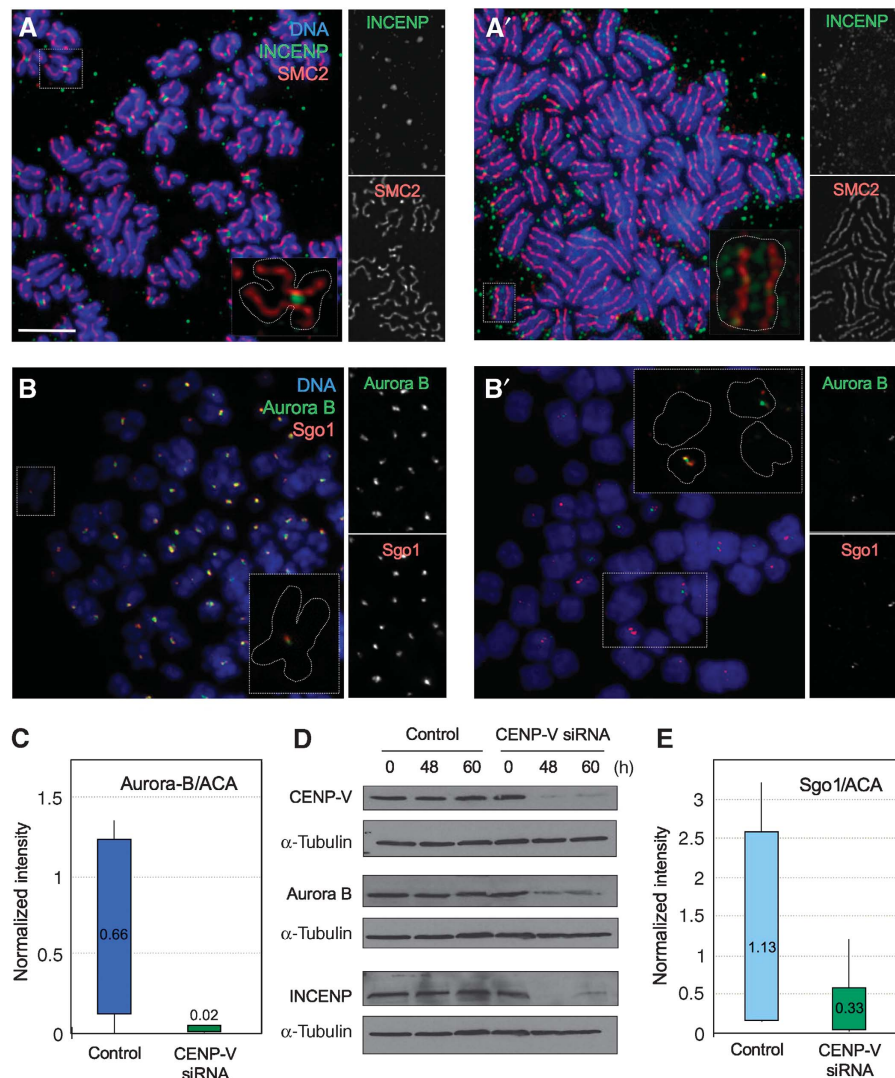 A
DNA
INCENP
SMC2
INCENP
SMC2
A′
INCENP
SMC2
B
DNA
Aurora B
Sgo1
Aurora B
Sgo1
B′
Aurora B
Sgo1
C
Aurora-B/ACA
Normalized intensity
1.5
1
0.5
0
0.66
0.02
Control
CENP-V
siRNA
D
Control CENP-V siRNA
0 48 60 0 48 60 (h)
CENP-V
α-Tubulin
Aurora B
α-Tubulin
INCENP
α-Tubulin
E
Sgo1/ACA
Normalized intensity
3
2.5
2
1.5
1
0.5
0
1.13
0.33
Control
CENP-V
siRNA